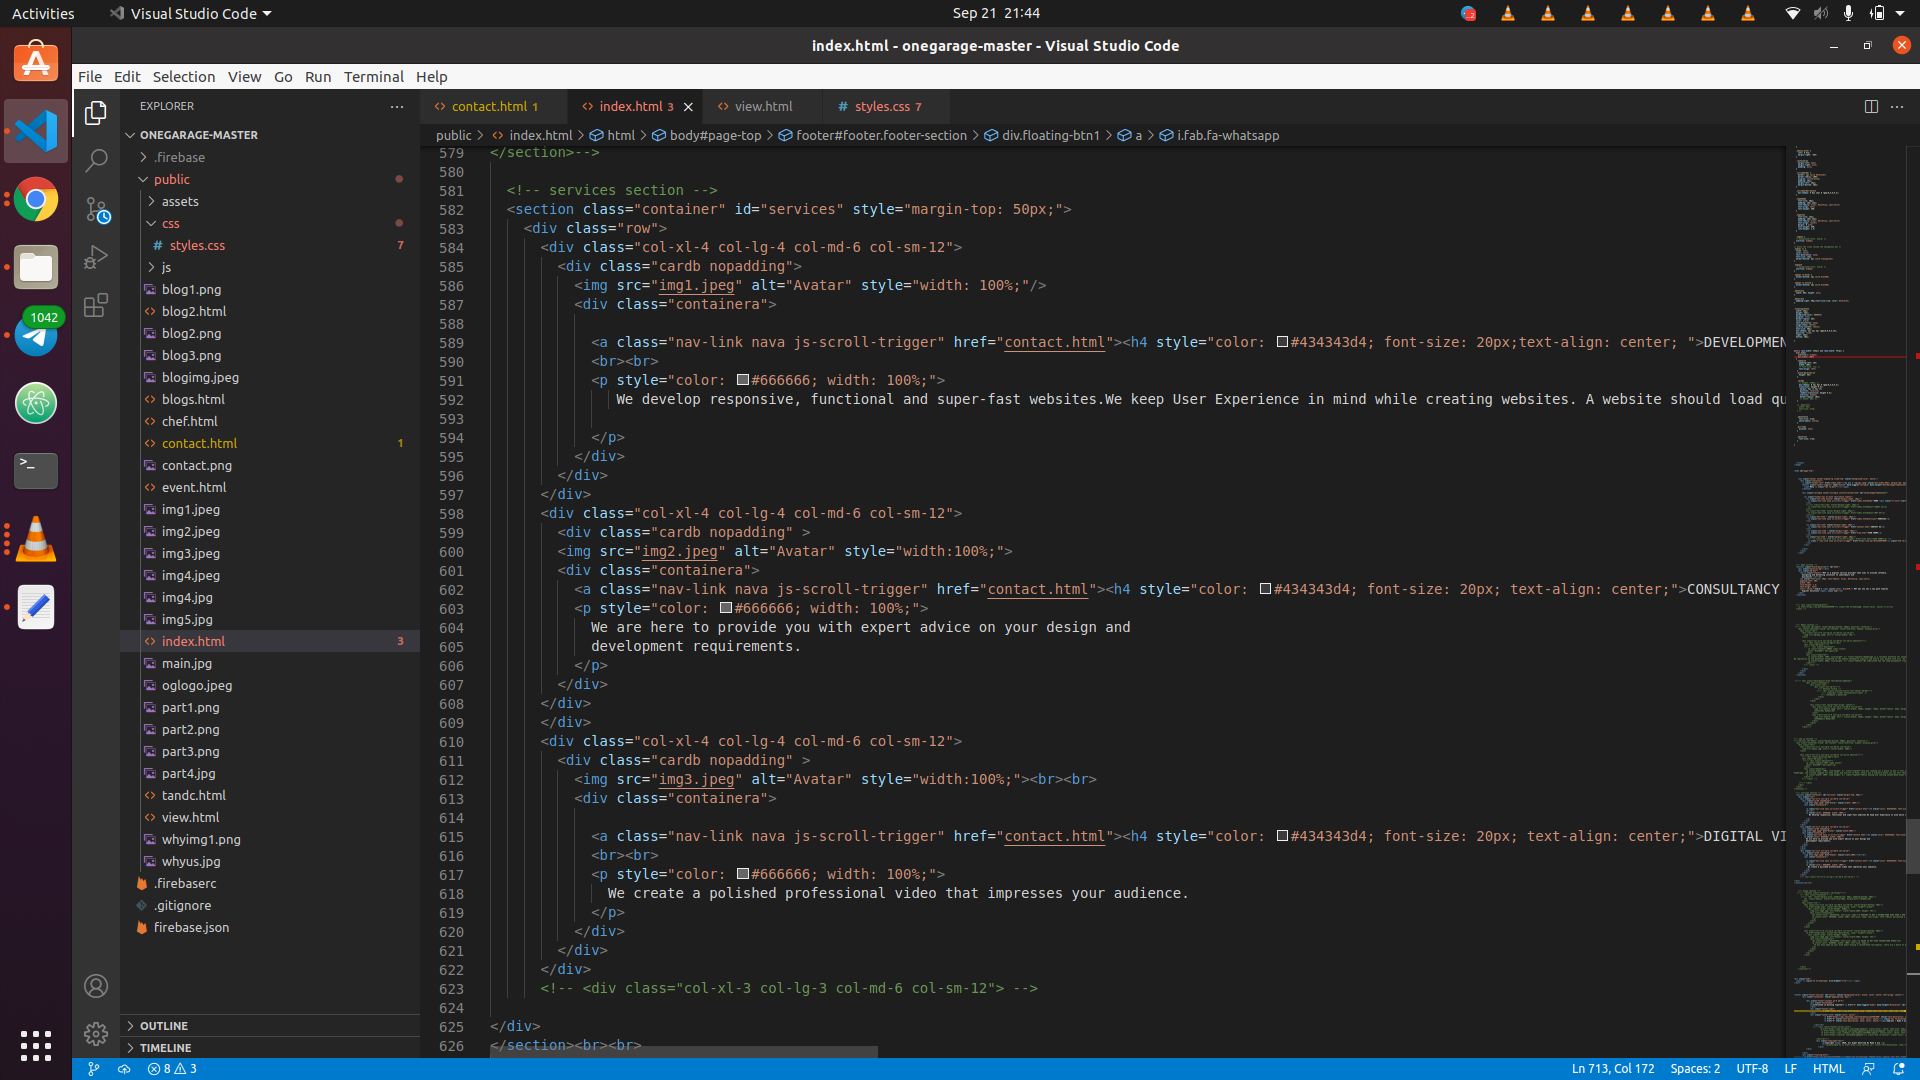 Activities
Visual Studio Code
Sep 21 21:44
index.html - onegarage-master - Visual Studio Code
File Edit Selection View Go Run Terminal Help
EXPLORER
contact.html 1
index.html 3
view.html
# styles.css 7
public > index.html > html > body#page-top > footer#footer.footer-section > div.floating-btn1 > a > i.fab.fa-whatsapp
ONEGARAGE-MASTER
.firebase
public
assets
css
# styles.css 7
js
blog1.png
blog2.html
blog2.png
blog3.png
blogimg.jpeg
blogs.html
chef.html
contact.html 1
contact.png
event.html
img1.jpeg
img2.jpeg
img3.jpeg
img4.jpeg
img4.jpg
img5.jpg
index.html 3
main.jpg
oglogo.jpeg
part1.png
part2.png
part3.png
part4.jpg
tandc.html
view.html
whyimg1.png
whyus.jpg
.firebaserc
.gitignore
firebase.json
OUTLINE
TIMELINE
1042
579 </section>-->
580
581 <!-- services section -->
582 <section class="container" id="services" style="margin-top: 50px;">
583 <div class="row">
584 <div class="col-xl-4 col-lg-4 col-md-6 col-sm-12">
585 <div class="cardb nopadding">
586 <img src="img1.jpeg" alt="Avatar" style="width: 100%;"/>
587 <div class="containera">
588
589 <a class="nav-link nava js-scroll-trigger" href="contact.html"><h4 style="color: #434343d4; font-size: 20px;text-align: center; ">DEVELOPMEN
590 <br><br>
591 <p style="color: #666666; width: 100%;">
592 We develop responsive, functional and super-fast websites.We keep User Experience in mind while creating websites. A website should load qu
593
594 </p>
595 </div>
596 </div>
597 </div>
598 <div class="col-xl-4 col-lg-4 col-md-6 col-sm-12">
599 <div class="cardb nopadding" >
600 <img src="img2.jpeg" alt="Avatar" style="width:100%;">
601 <div class="containera">
602 <a class="nav-link nava js-scroll-trigger" href="contact.html"><h4 style="color: #434343d4; font-size: 20px; text-align: center;">CONSULTANCY
603 <p style="color: #666666; width: 100%;">
604 We are here to provide you with expert advice on your design and
605 development requirements.
606 </p>
607 </div>
608 </div>
609 </div>
610 <div class="col-xl-4 col-lg-4 col-md-6 col-sm-12">
611 <div class="cardb nopadding" >
612 <img src="img3.jpeg" alt="Avatar" style="width:100%;"><br><br>
613 <div class="containera">
614
615 <a class="nav-link nava js-scroll-trigger" href="contact.html"><h4 style="color: #434343d4; font-size: 20px; text-align: center;">DIGITAL VI
616 <br><br>
617 <p style="color: #666666; width: 100%;">
618 We create a polished professional video that impresses your audience.
619 </p>
620 </div>
621 </div>
622 </div>
623 <!-- <div class="col-xl-3 col-lg-3 col-md-6 col-sm-12"> -->
624
625 </div>
626 </section><br><br>
8 3
Ln 713, Col 172 Spaces: 2 UTF-8 LF HTML